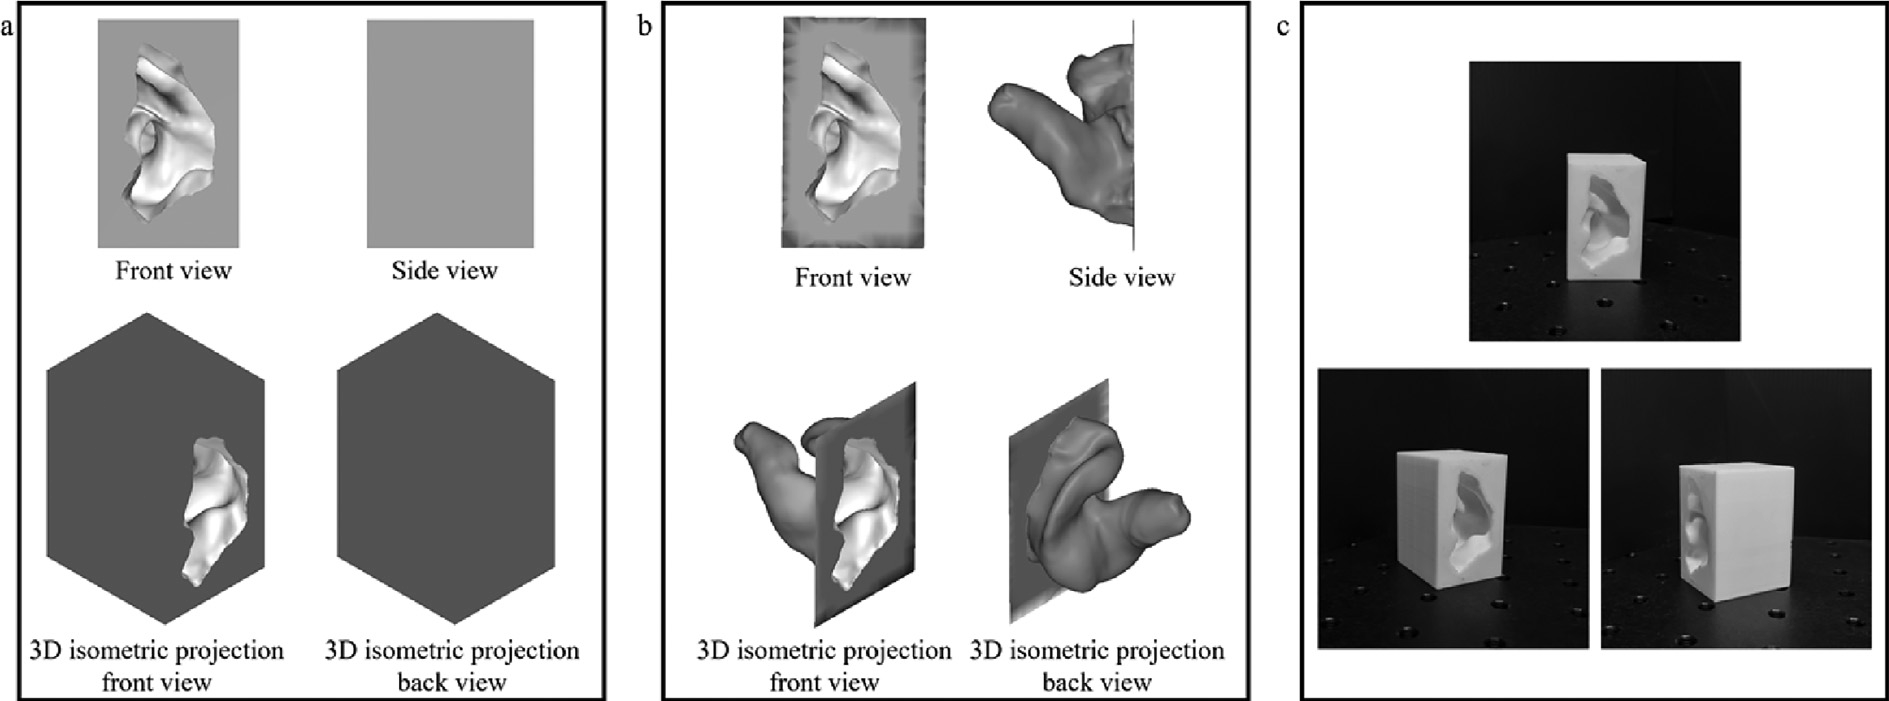 a
Front view
Side view
3D isometric projection
front view
3D isometric projection
back view
b
Front view
Side view
3D isometric projection
front view
3D isometric projection
back view
c